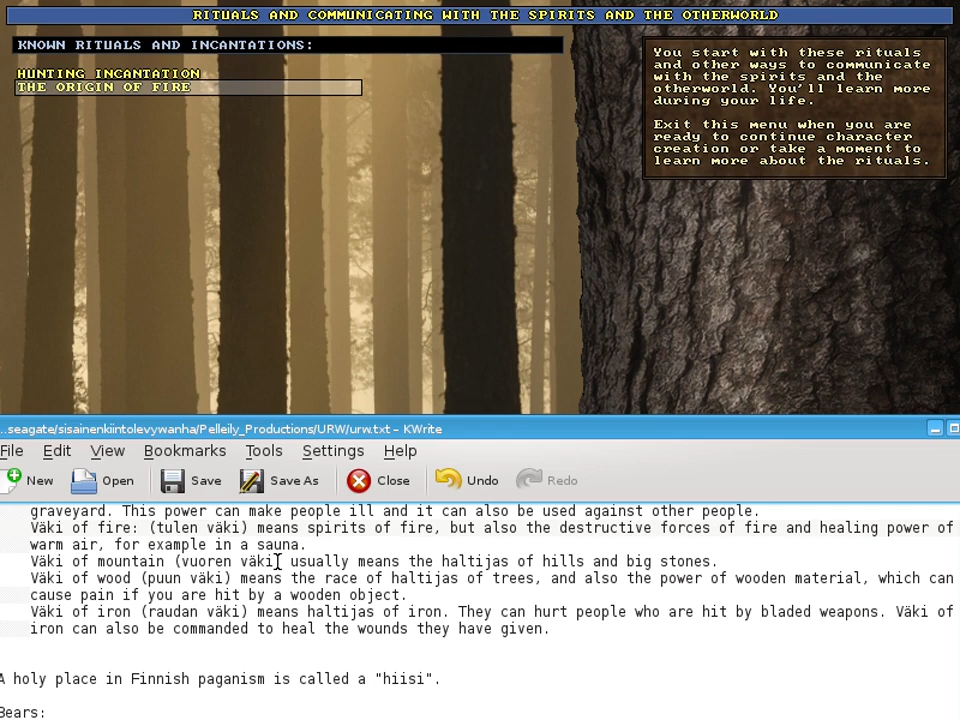 RITUALS AND COMMUNICATING WITH THE SPIRITS AND THE OTHERWORLD
KNOWN RITUALS AND INCANTATIONS:
HUNTING INCANTATION
THE ORIGIN OF FIRE
You start with these rituals
and other ways to communicate
with the spirits and the
otherworld. You'll learn more
during your life.
Exit this menu when you are
ready to continue character
creation or take a moment to
learn more about the rituals.
..seagate/sisainenkiintolevywanha/Pelleily_Productions/URW/urw.txt – KWrite
File Edit View Bookmarks Tools Settings Help
New Open Save Save As Close Undo Redo
graveyard. This power can make people ill and it can also be used against other people.
Väki of fire: (tulen väki) means spirits of fire, but also the destructive forces of fire and healing power of
warm air, for example in a sauna.
Väki of mountain (vuoren väki) usually means the haltijas of hills and big stones.
Väki of wood (puun väki) means the race of haltijas of trees, and also the power of wooden material, which can
cause pain if you are hit by a wooden object.
Väki of iron (raudan väki) means haltijas of iron. They can hurt people who are hit by bladed weapons. Väki of
iron can also be commanded to heal the wounds they have given.
A holy place in Finnish paganism is called a "hiisi".
Bears: